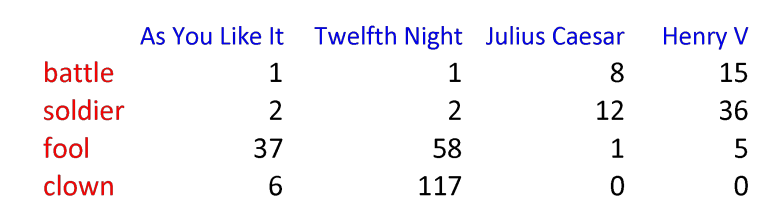 As You Like It Twelfth Night Julius Caesar Henry V
battle 1 1 8 15
soldier 2 2 12 36
fool 37 58 1 5
clown 6 117 0 0